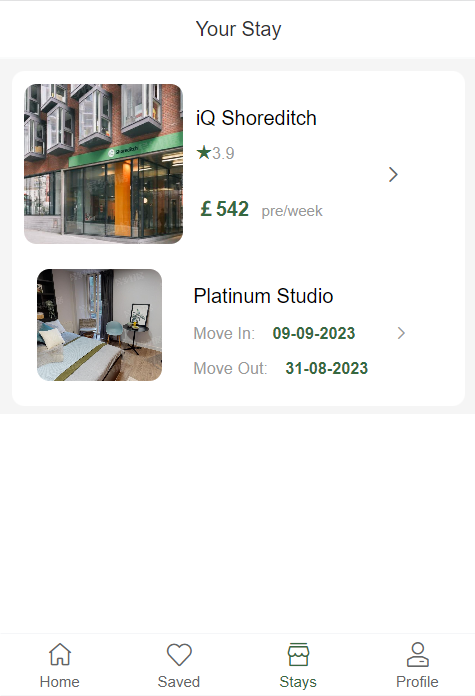 Your Stay
Shoreditch
iQ Shoreditch
★3.9
£ 542 pre/week
Platinum Studio
Move In: 09-09-2023
Move Out: 31-08-2023
Home Saved Stays Profile